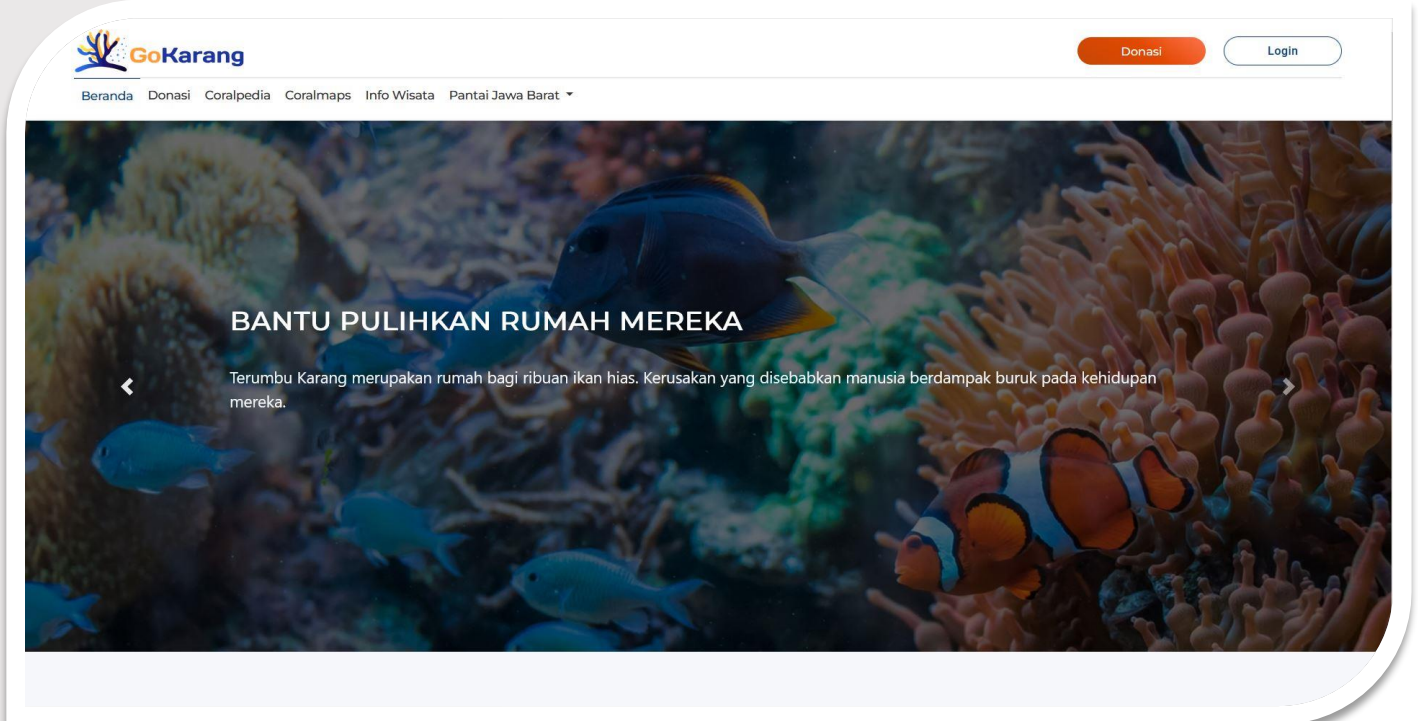 GoKarang
Donasi
Login
Beranda Donasi Coralpedia Coralmaps Info Wisata Pantai Jawa Barat
BANTU PULIHKAN RUMAH MEREKA
Terumbu Karang merupakan rumah bagi ribuan ikan hias. Kerusakan yang disebabkan manusia berdampak buruk pada kehidupan
mereka.